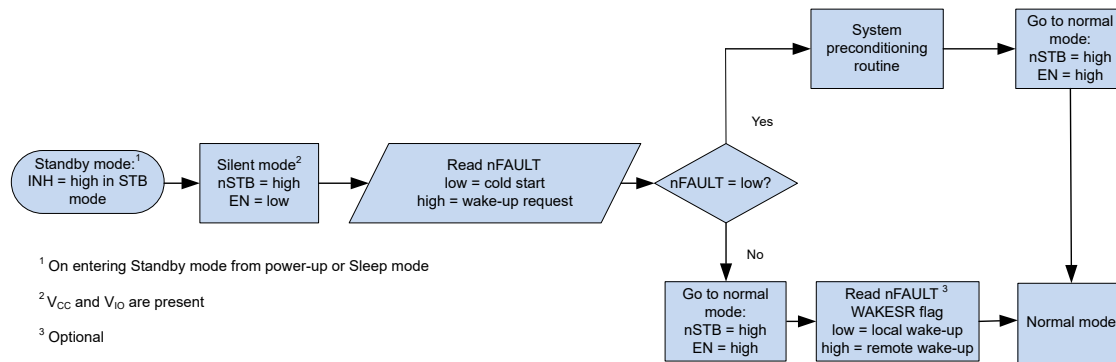 Standby mode:¹
INH = high in STB
mode
Silent mode²
nSTB = high
EN = low
Read nFAULT
low = cold start
high = wake-up request
nFAULT = low?
Yes
System
preconditioning
routine
Go to normal
mode:
nSTB = high
EN = high
No
Go to normal
mode:
nSTB = high
EN = high
Read nFAULT ³
WAKESR flag
low = local wake-up
high = remote wake-up
Normal mode
¹ On entering Standby mode from power-up or Sleep mode
² VCC and VIO are present
³ Optional